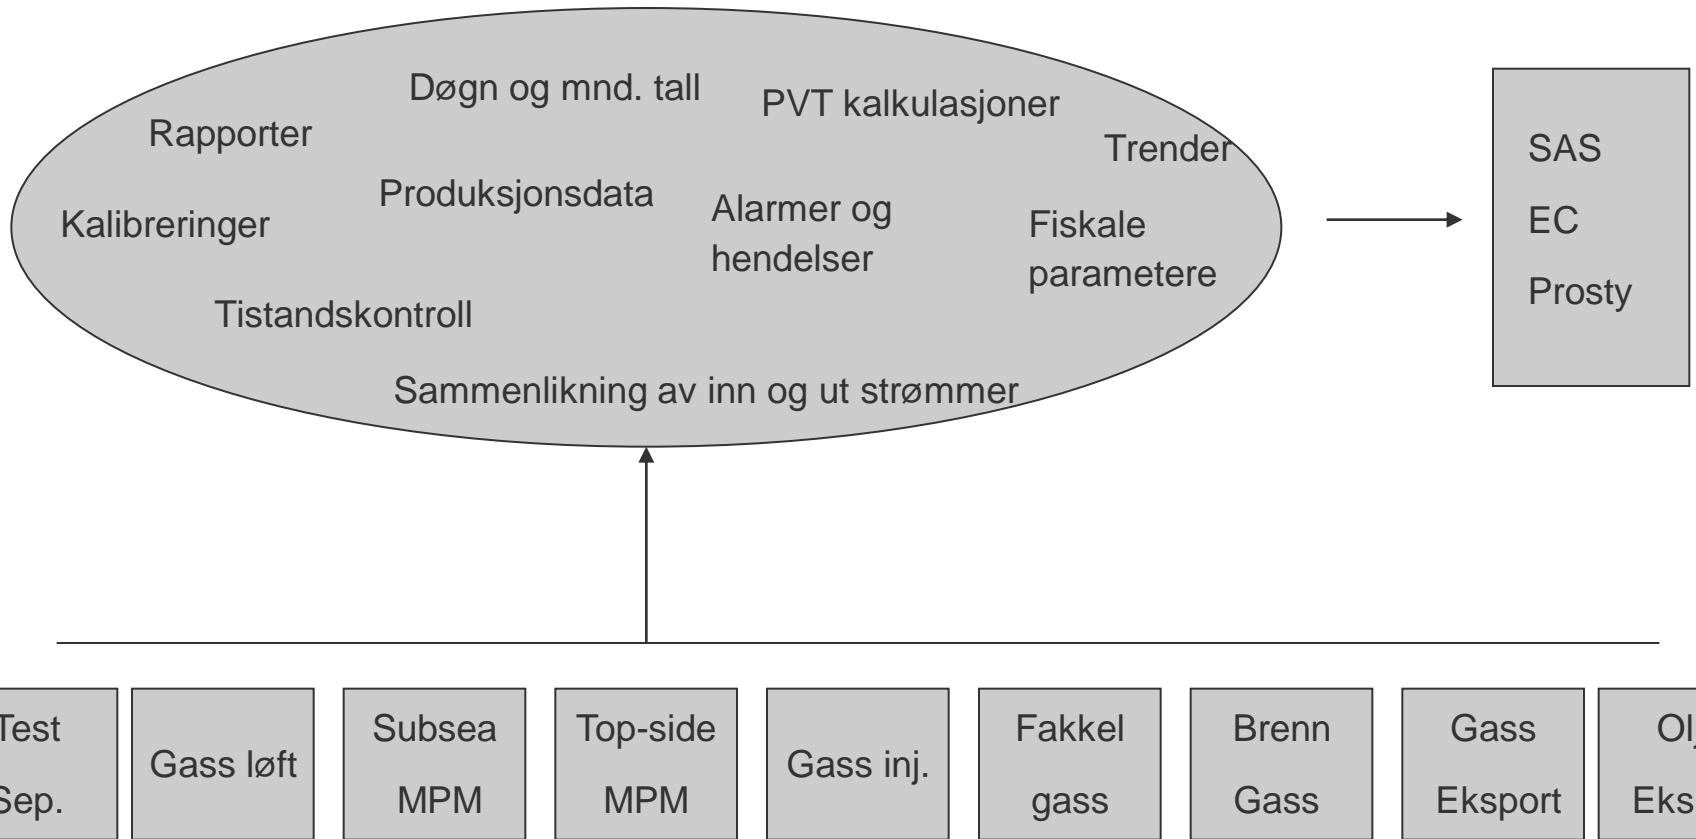 Døgn og mnd. tall
PVT kalkulasjoner
Rapporter
Trender
Produksjonsdata
Alarmer og
hendelser
Kalibreringer
Fiskale
parametere
Tistandskontroll
Sammenlikning av inn og ut strømmer
SAS
EC
Prosty
Test
Sep.
Gass løft
Subsea
MPM
Top-side
MPM
Gass inj.
Fakkel
gass
Brenn
Gass
Gass
Eksport